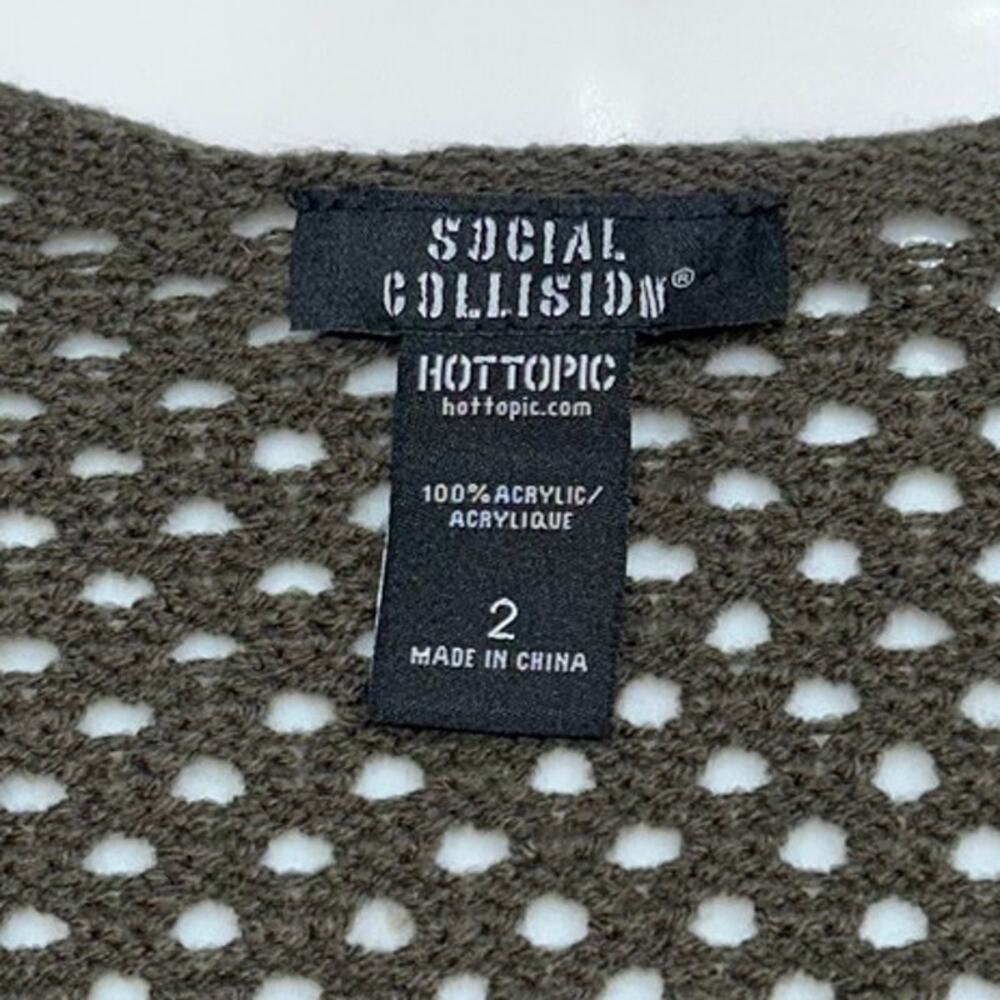 SOCIAL
COLLISION®
HOTTOPIC
hottopic.com
100% ACRYLIC/
ACRYLIQUE
2
MADE IN CHINA